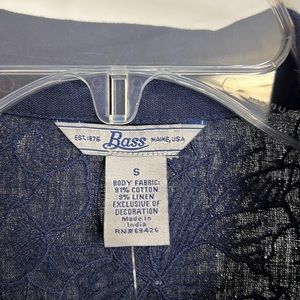 EST. 1876 Bass MAINE, USA
S
BODY FABRIC:
91% COTTON
9% LINEN
EXCLUSIVE OF
DECORATION
Made in
India
RN#69426